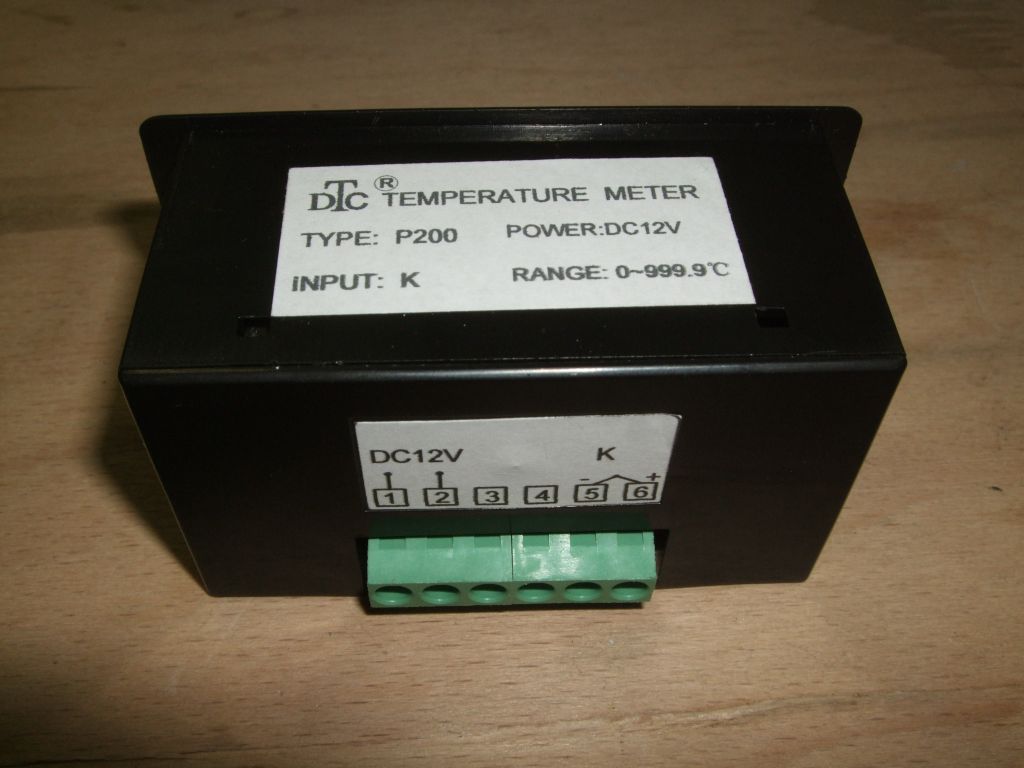 DTC ® TEMPERATURE METER
TYPE: P200 POWER:DC12V
INPUT: K RANGE: 0~999.9℃
DC12V K
- +
1 2 3 4 5 6